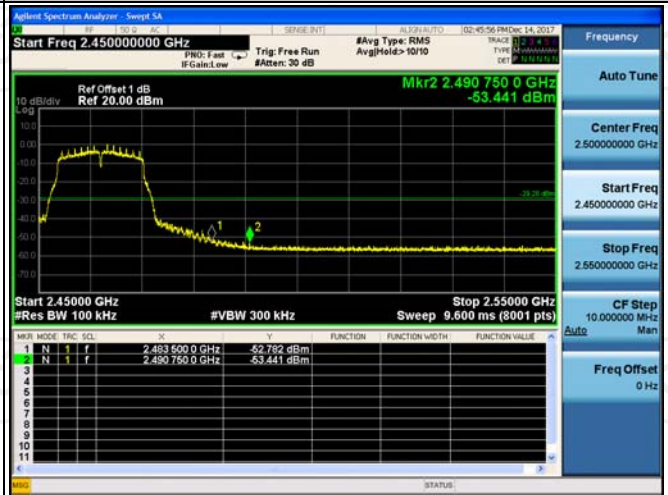 Agilent Spectrum Analyzer - Swept SA
RF 50 Ω AC SENSE:INT ALIGN AUTO 02:45:56 PM Dec 14, 2017
Start Freq 2.450000000 GHz
PNO: Fast
IFGain:Low
Trig: Free Run
#Atten: 30 dB
#Avg Type: RMS
Avg|Hold:> 10/10
TRACE 1 2 3 4 5 6
TYPE
DET P N N N N N
Ref Offset 1 dB
Ref 20.00 dBm
10 dB/div
Log
Mkr2 2.490 750 0 GHz
-53.441 dBm
10.0
0.00
-10.0
-20.0
-30.0
-40.0
-50.0
-60.0
-70.0
1
2
Start 2.45000 GHz
#Res BW 100 kHz
#VBW 300 kHz
Stop 2.55000 GHz
Sweep 9.600 ms (8001 pts)
MKR MODE TRC SCL X Y FUNCTION FUNCTION WIDTH FUNCTION VALUE
1 N 1 f 2.483 500 0 GHz -52.782 dBm
2 N 1 f 2.490 750 0 GHz -53.441 dBm
3
4
5
6
7
8
9
10
11
MSG
STATUS
Frequency
Auto Tune
Center Freq
2.500000000 GHz
Start Freq
2.450000000 GHz
Stop Freq
2.550000000 GHz
CF Step
10.000000 MHz
Auto Man
Freq Offset
0 Hz